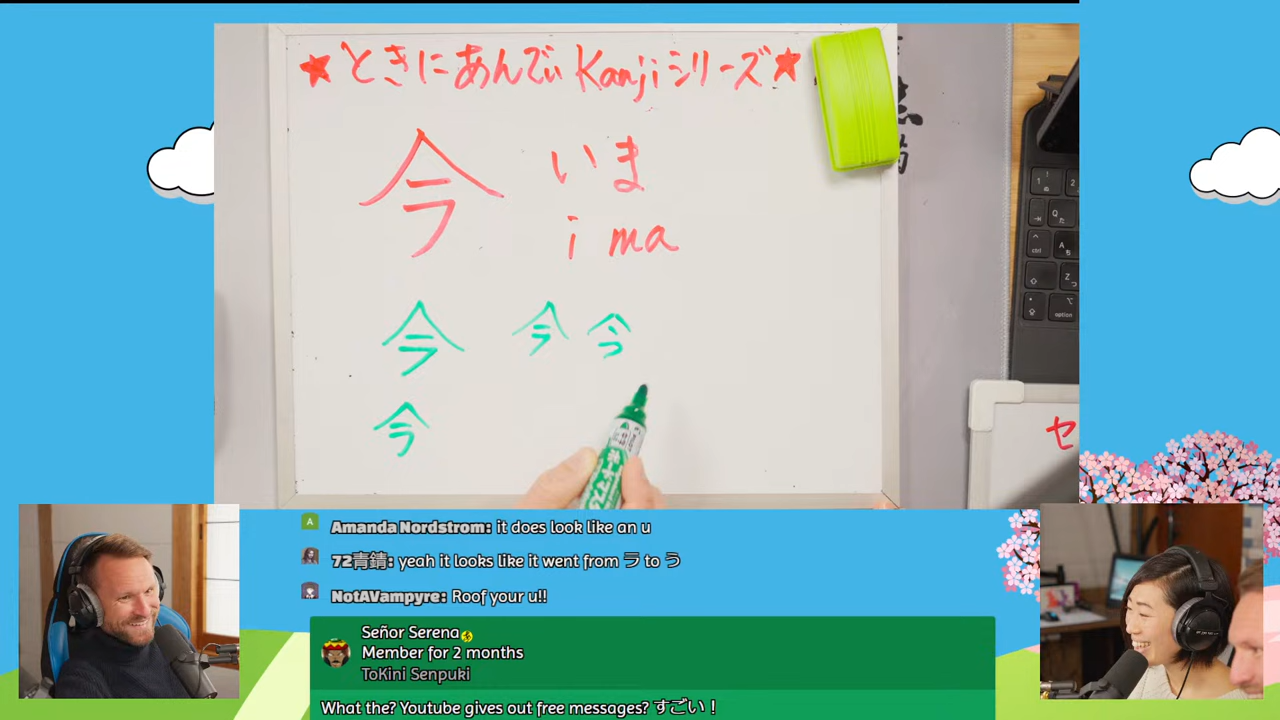 ★ときにあんでぃKanjiシリーズ★
今 いま
i ma
今 今 今
今
セ
Amanda Nordstrom: it does look like an u
72青錆: yeah it looks like it went from ラ to う
NotAVampyre: Roof your u!!
Señor Serena
Member for 2 months
ToKini Senpuki
What the? Youtube gives out free messages? すごい！